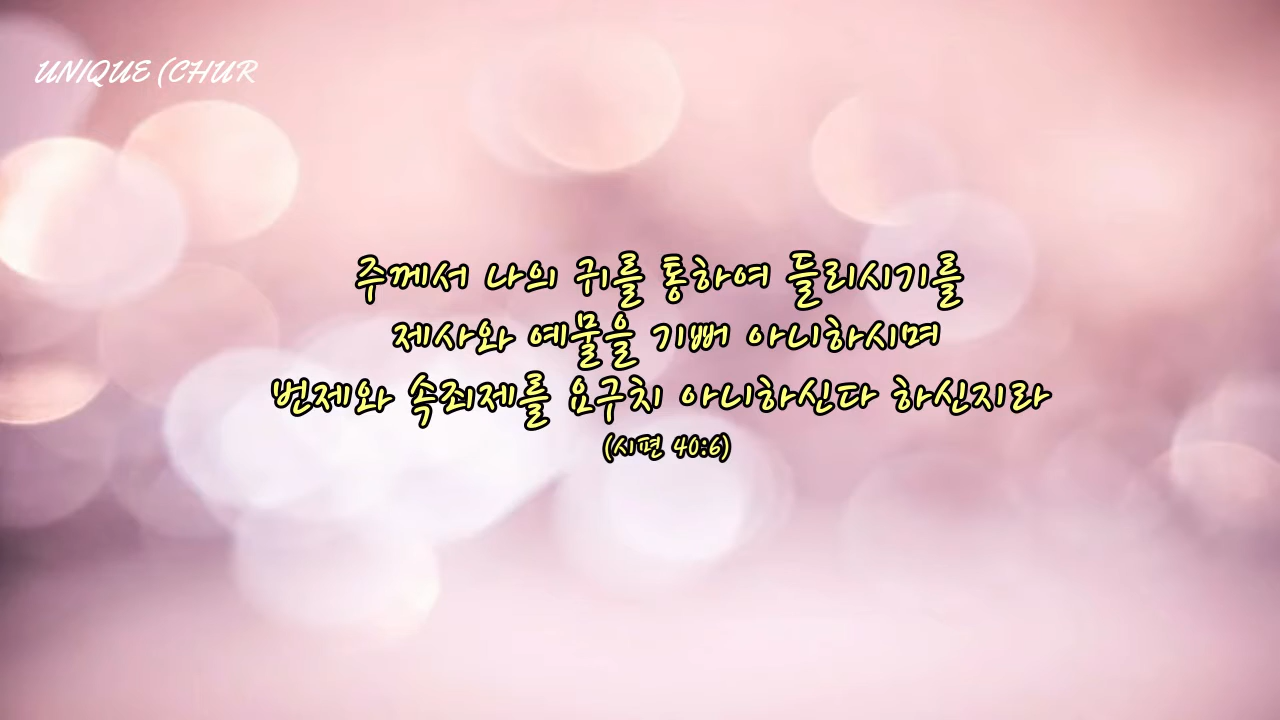 UNIQUE (CHUR
주께서 나의 귀를 통하여 들리시기를
제사와 예물을 기뻐 아니하시며
번제와 속죄제를 요구치 아니하신다 하신지라
(시편 40:6)